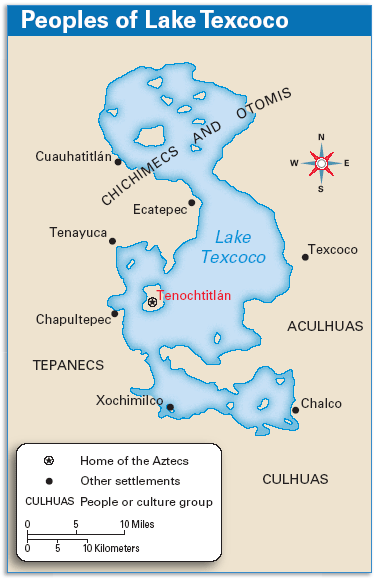 Peoples of Lake Texcoco
CHICHIMECS AND OTOMIS
N
W E
S
Cuauhatitlán
Ecatepec
Tenayuca
Lake
Texcoco
Texcoco
Tenochtitlán
Chapultepec
ACULHUAS
TEPANECS
Xochimilco
Chalco
CULHUAS
Home of the Aztecs
Other settlements
CULHUAS People or culture group
0 5 10 Miles
0 5 10 Kilometers